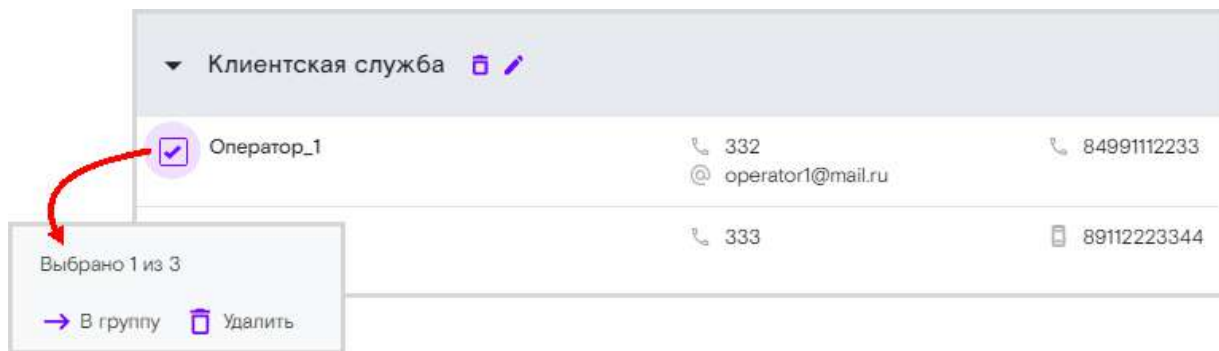 Клиентская служба
Оператор_1 332 84991112233
operator1@mail.ru
333 89112223344
Выбрано 1 из 3
В группу Удалить